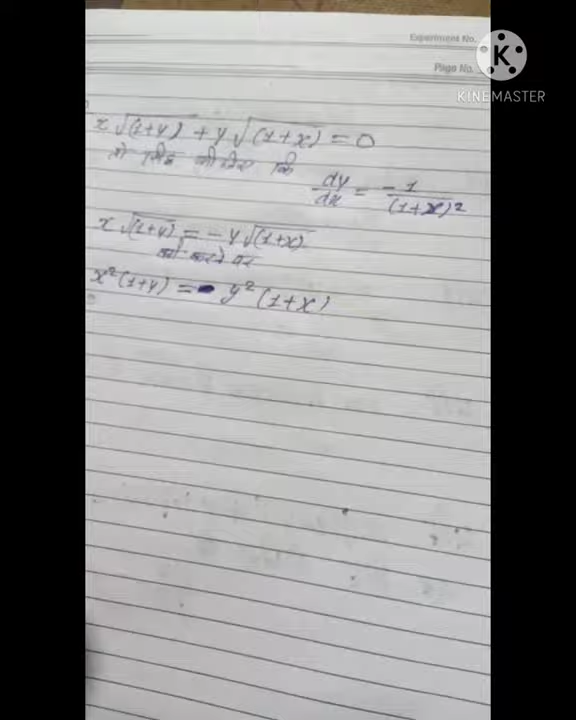 Experiment No.
Page No.
K
KINEMASTER
x√(1+y) + y√(1+x) = 0
तो सिद्ध कीजिए कि
dy/dx = -1/(1+x)²
x√(1+y) = -y√(1+x)
वर्ग करने पर
x²(1+y) = y²(1+x)